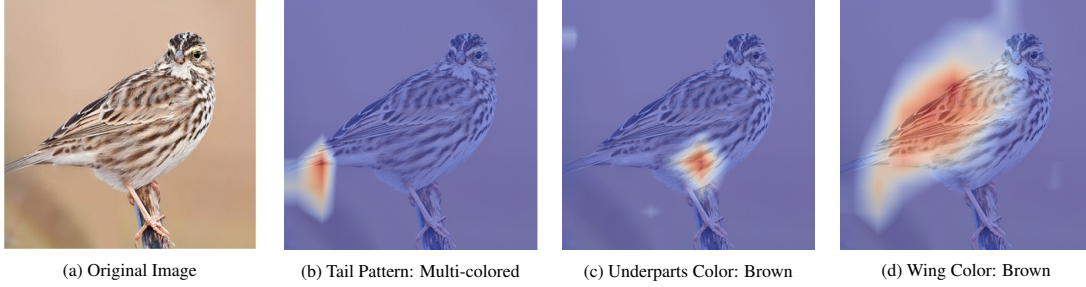 (a) Original Image
(b) Tail Pattern: Multi-colored
(c) Underparts Color: Brown
(d) Wing Color: Brown